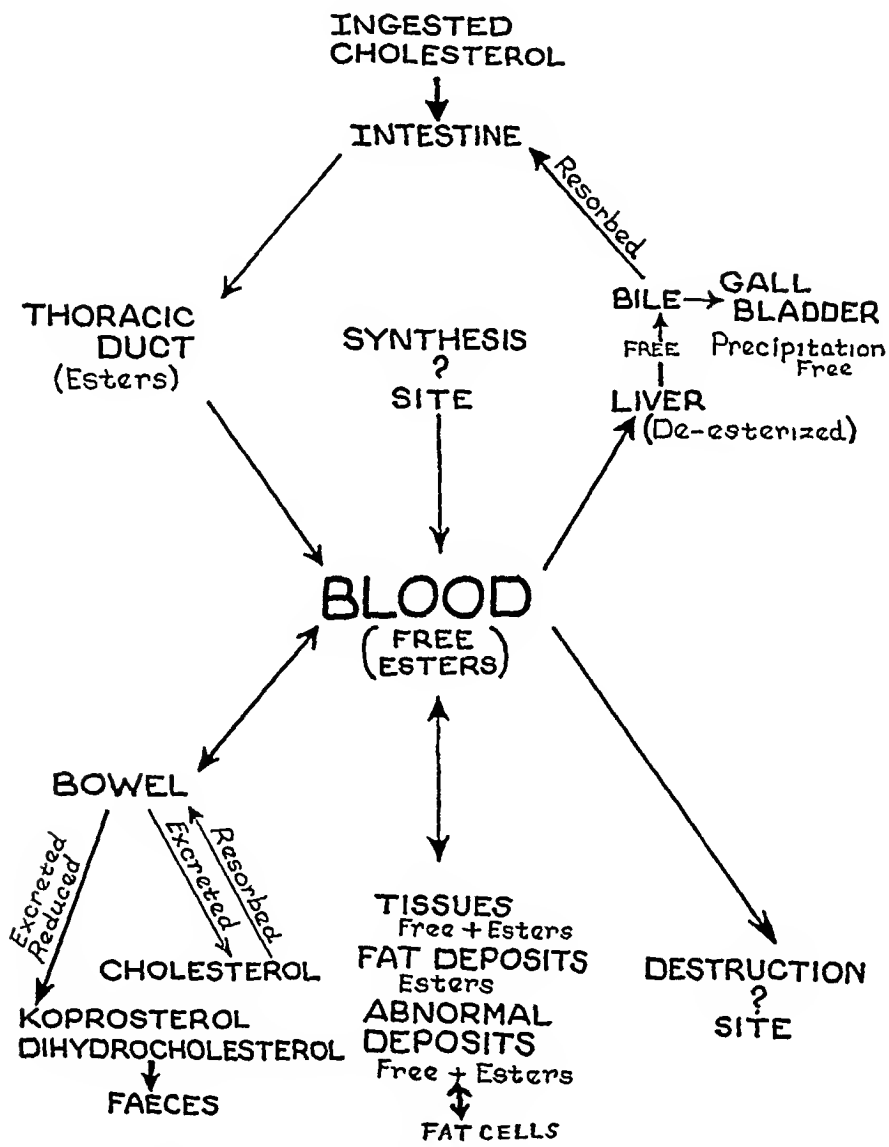 INGESTED
CHOLESTEROL
INTESTINE
Resorbed
THORACIC
DUCT
(Esters)
SYNTHESIS
?
SITE
BILE
GALL
BLADDER
FREE
Precipitation
Free
LIVER
(De-esterized)
BLOOD
(FREE
ESTERS)
BOWEL
Excreted
Reduced
Excreted
Resorbed
CHOLESTEROL
KOPROSTEROL
DIHYDROCHOLESTEROL
FAECES
TISSUES
Free + Esters
FAT DEPOSITS
Esters
ABNORMAL
DEPOSITS
Free + Esters
FAT CELLS
DESTRUCTION
?
SITE